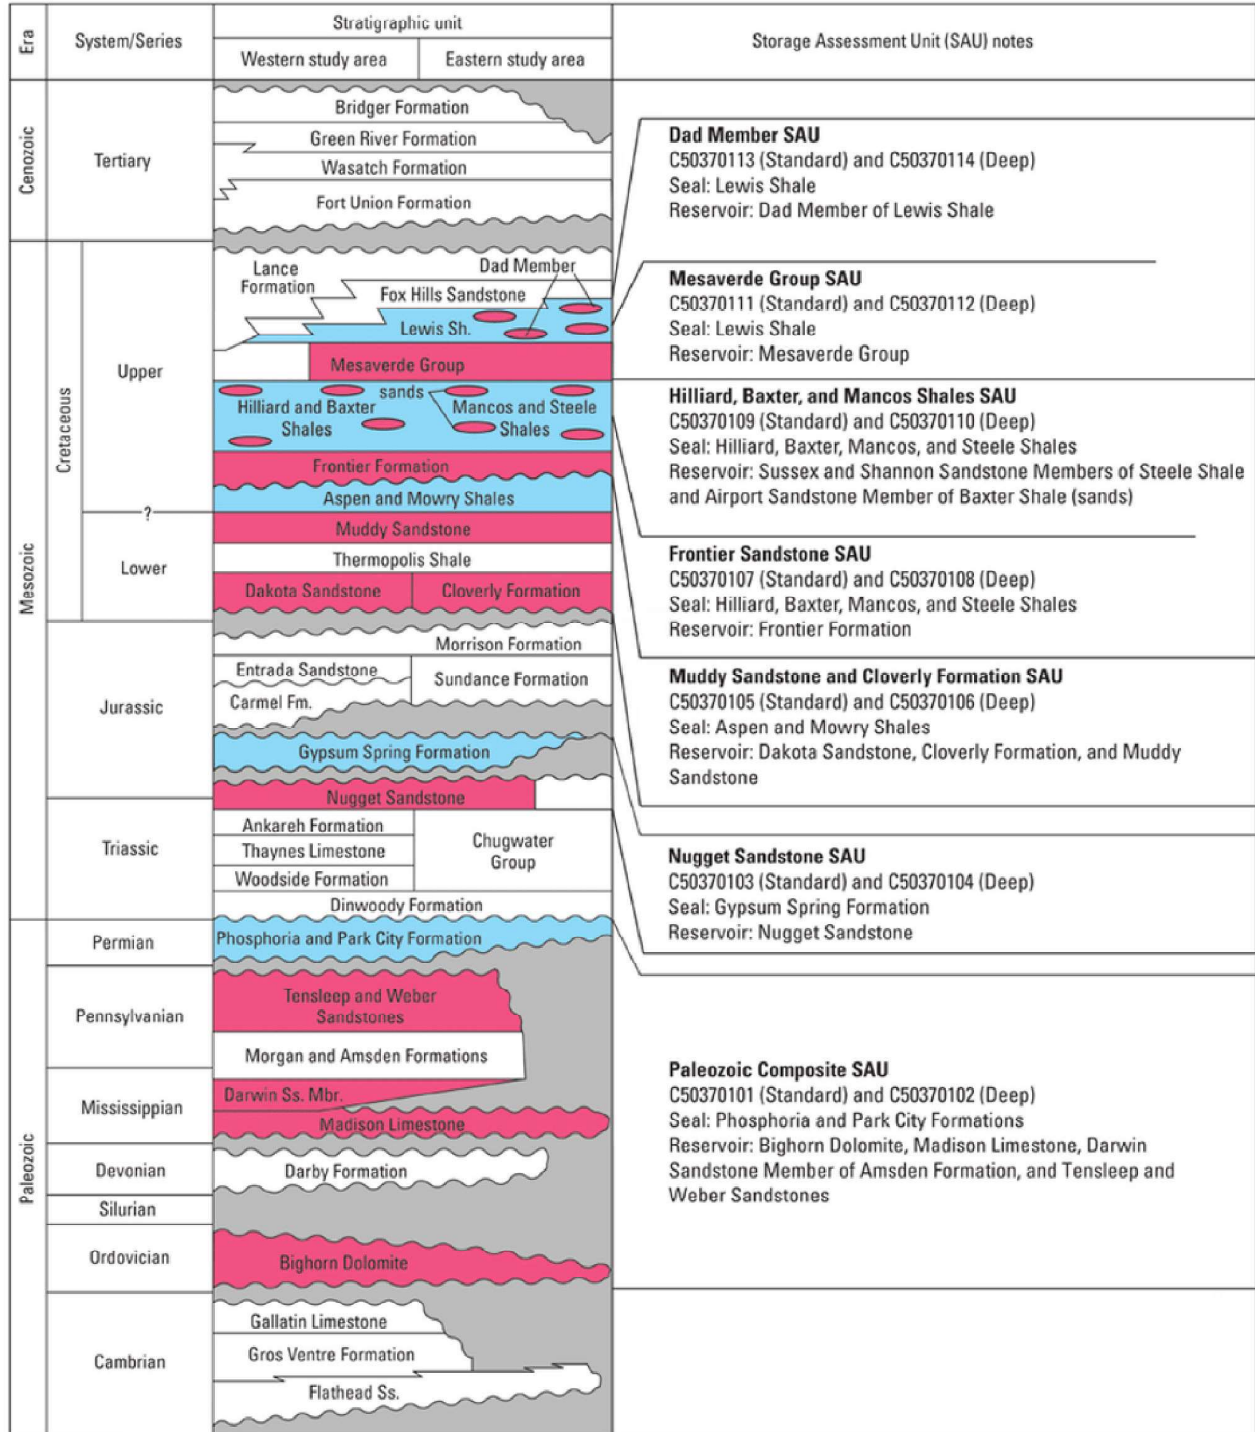 Era
System/Series
Stratigraphic unit
Western study area
Eastern study area
Storage Assessment Unit (SAU) notes
Cenozoic
Tertiary
Bridger Formation
Green River Formation
Wasatch Formation
Fort Union Formation
Mesozoic
Cretaceous
Upper
Lance
Formation
Dad Member
Fox Hills Sandstone
Lewis Sh.
Mesaverde Group
sands
Hilliard and Baxter
Shales
Mancos and Steele
Shales
Frontier Formation
Aspen and Mowry Shales
?
Lower
Muddy Sandstone
Thermopolis Shale
Dakota Sandstone
Cloverly Formation
Jurassic
Morrison Formation
Entrada Sandstone
Sundance Formation
Carmel Fm.
Gypsum Spring Formation
Nugget Sandstone
Triassic
Ankareh Formation
Thaynes Limestone
Woodside Formation
Chugwater
Group
Dinwoody Formation
Paleozoic
Permian
Phosphoria and Park City Formation
Pennsylvanian
Tensleep and Weber
Sandstones
Morgan and Amsden Formations
Mississippian
Darwin Ss. Mbr.
Madison Limestone
Devonian
Darby Formation
Silurian
Ordovician
Bighorn Dolomite
Cambrian
Gallatin Limestone
Gros Ventre Formation
Flathead Ss.
Dad Member SAU
C50370113 (Standard) and C50370114 (Deep)
Seal: Lewis Shale
Reservoir: Dad Member of Lewis Shale
Mesaverde Group SAU
C50370111 (Standard) and C50370112 (Deep)
Seal: Lewis Shale
Reservoir: Mesaverde Group
Hilliard, Baxter, and Mancos Shales SAU
C50370109 (Standard) and C50370110 (Deep)
Seal: Hilliard, Baxter, Mancos, and Steele Shales
Reservoir: Sussex and Shannon Sandstone Members of Steele Shale
and Airport Sandstone Member of Baxter Shale (sands)
Frontier Sandstone SAU
C50370107 (Standard) and C50370108 (Deep)
Seal: Hilliard, Baxter, Mancos, and Steele Shales
Reservoir: Frontier Formation
Muddy Sandstone and Cloverly Formation SAU
C50370105 (Standard) and C50370106 (Deep)
Seal: Aspen and Mowry Shales
Reservoir: Dakota Sandstone, Cloverly Formation, and Muddy
Sandstone
Nugget Sandstone SAU
C50370103 (Standard) and C50370104 (Deep)
Seal: Gypsum Spring Formation
Reservoir: Nugget Sandstone
Paleozoic Composite SAU
C50370101 (Standard) and C50370102 (Deep)
Seal: Phosphoria and Park City Formations
Reservoir: Bighorn Dolomite, Madison Limestone, Darwin
Sandstone Member of Amsden Formation, and Tensleep and
Weber Sandstones